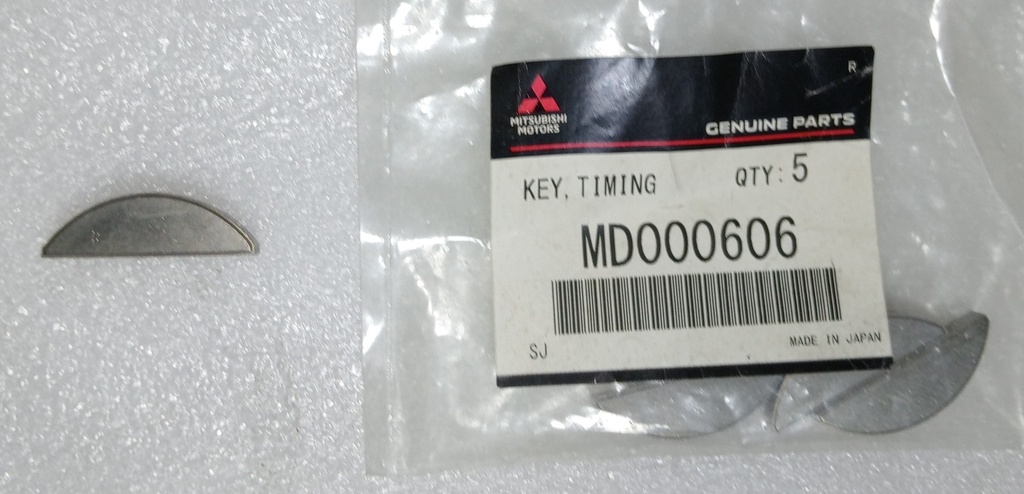 R
MITSUBISHI
MOTORS
GENUINE PARTS
KEY, TIMING QTY: 5
MD000606
SJ MADE IN JAPAN